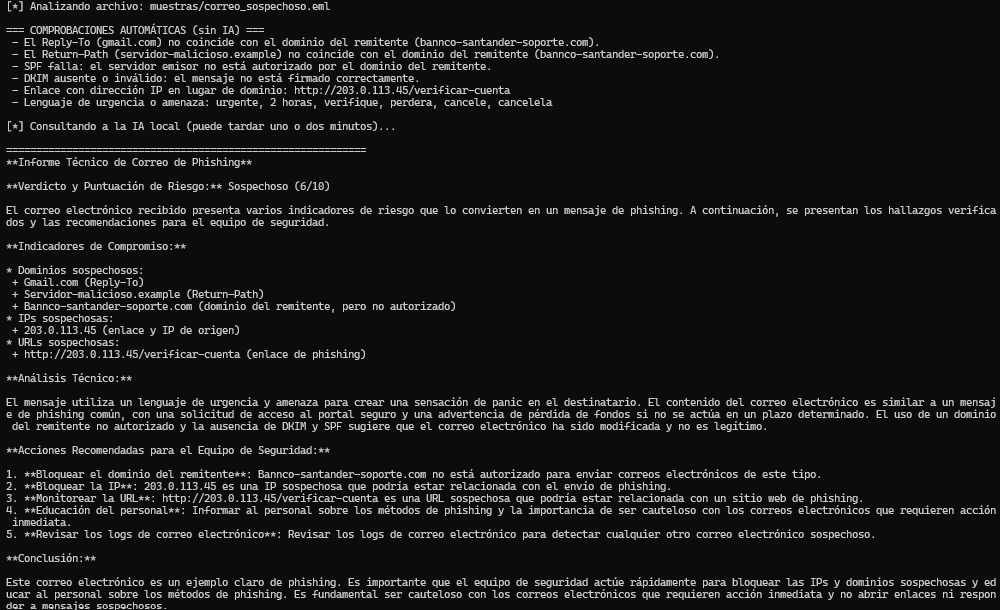 [*] Analizando archivo: muestras/correo_sospechoso.eml
=== COMPROBACIONES AUTOMÁTICAS (sin IA) ===
- El Reply-To (gmail.com) no coincide con el dominio del remitente (bannco-santander-soporte.com).
- El Return-Path (servidor-malicioso.example) no coincide con el dominio del remitente (bannco-santander-soporte.com).
- SPF falla: el servidor emisor no está autorizado por el dominio del remitente.
- DKIM ausente o inválido: el mensaje no está firmado correctamente.
- Enlace con dirección IP en lugar de dominio: http://203.0.113.45/verificar-cuenta
- Lenguaje de urgencia o amenaza: urgente, 2 horas, verifique, perdera, cancele, cancelela
[*] Consultando a la IA local (puede tardar uno o dos minutos)...
============================================================
**Informe Técnico de Correo de Phishing**
**Verdicto y Puntuación de Riesgo:** Sospechoso (6/10)
El correo electrónico recibido presenta varios indicadores de riesgo que lo convierten en un mensaje de phishing. A continuación, se presentan los hallazgos verifica
dos y las recomendaciones para el equipo de seguridad.
**Indicadores de Compromiso:**
* Dominios sospechosos:
+ Gmail.com (Reply-To)
+ Servidor-malicioso.example (Return-Path)
+ Bannco-santander-soporte.com (dominio del remitente, pero no autorizado)
* IPs sospechosas:
+ 203.0.113.45 (enlace y IP de origen)
* URLs sospechosas:
+ http://203.0.113.45/verificar-cuenta (enlace de phishing)
**Análisis Técnico:**
El mensaje utiliza un lenguaje de urgencia y amenaza para crear una sensación de panic en el destinatario. El contenido del correo electrónico es similar a un mensaj
e de phishing común, con una solicitud de acceso al portal seguro y una advertencia de pérdida de fondos si no se actúa en un plazo determinado. El uso de un dominio
del remitente no autorizado y la ausencia de DKIM y SPF sugiere que el correo electrónico ha sido modificada y no es legítimo.
**Acciones Recomendadas para el Equipo de Seguridad:**
1. **Bloquear el dominio del remitente**: Bannco-santander-soporte.com no está autorizado para enviar correos electrónicos de este tipo.
2. **Bloquear la IP**: 203.0.113.45 es una IP sospechosa que podría estar relacionada con el envío de phishing.
3. **Monitorear la URL**: http://203.0.113.45/verificar-cuenta es una URL sospechosa que podría estar relacionada con un sitio web de phishing.
4. **Educación del personal**: Informar al personal sobre los métodos de phishing y la importancia de ser cauteloso con los correos electrónicos que requieren acción
inmediata.
5. **Revisar los logs de correo electrónico**: Revisar los logs de correo electrónico para detectar cualquier otro correo electrónico sospechoso.
**Conclusión:**
Este correo electrónico es un ejemplo claro de phishing. Es importante que el equipo de seguridad actúe rápidamente para bloquear las IPs y dominios sospechosas y ed
ucar al personal sobre los métodos de phishing. Es fundamental ser cauteloso con los correos electrónicos que requieren acción inmediata y no abrir enlaces ni respon
der a mensajes sospechosos.